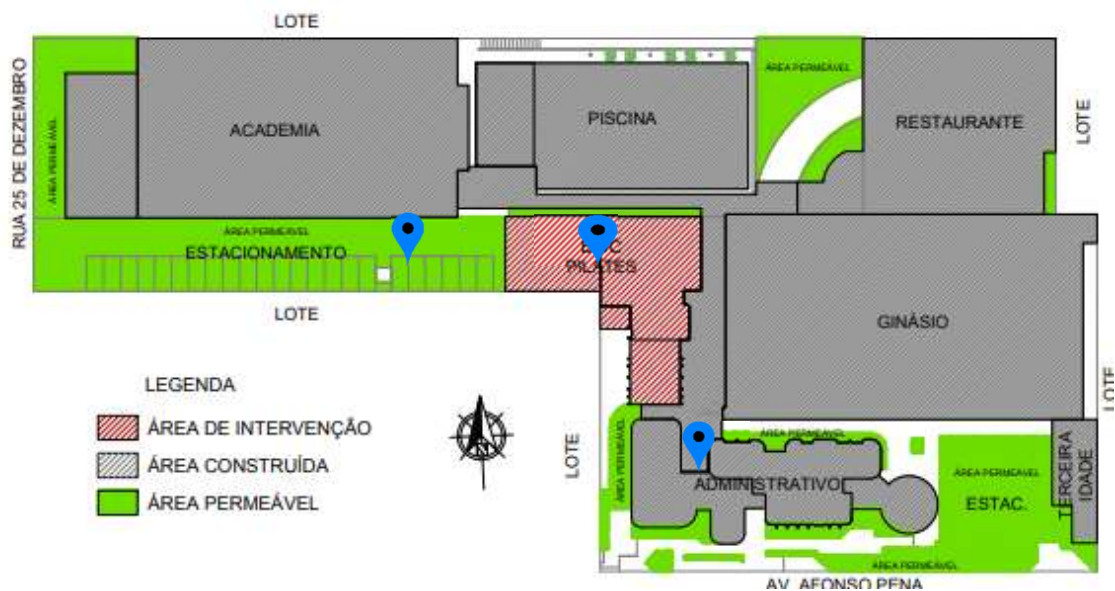 LOTE
ÁREA PERMEÁVEL
RUA 25 DE DEZEMBRO
ÁREA PERMEÁVEL
ACADEMIA
PISCINA
RESTAURANTE
LOTE
ÁREA PERMEÁVEL
ESTACIONAMENTO
PILATES
LOTE
GINÁSIO
LEGENDA
ÁREA DE INTERVENÇÃO
ÁREA CONSTRUÍDA
ÁREA PERMEÁVEL
N
LOTE
LOTE
ÁREA PERMEÁVEL
ÁREA PERMEÁVEL
ADMINISTRATIVO
ÁREA PERMEÁVEL
ESTAC.
TERCEIRA
IDADE
ÁREA PERMEÁVEL
AV. AFONSO PENA